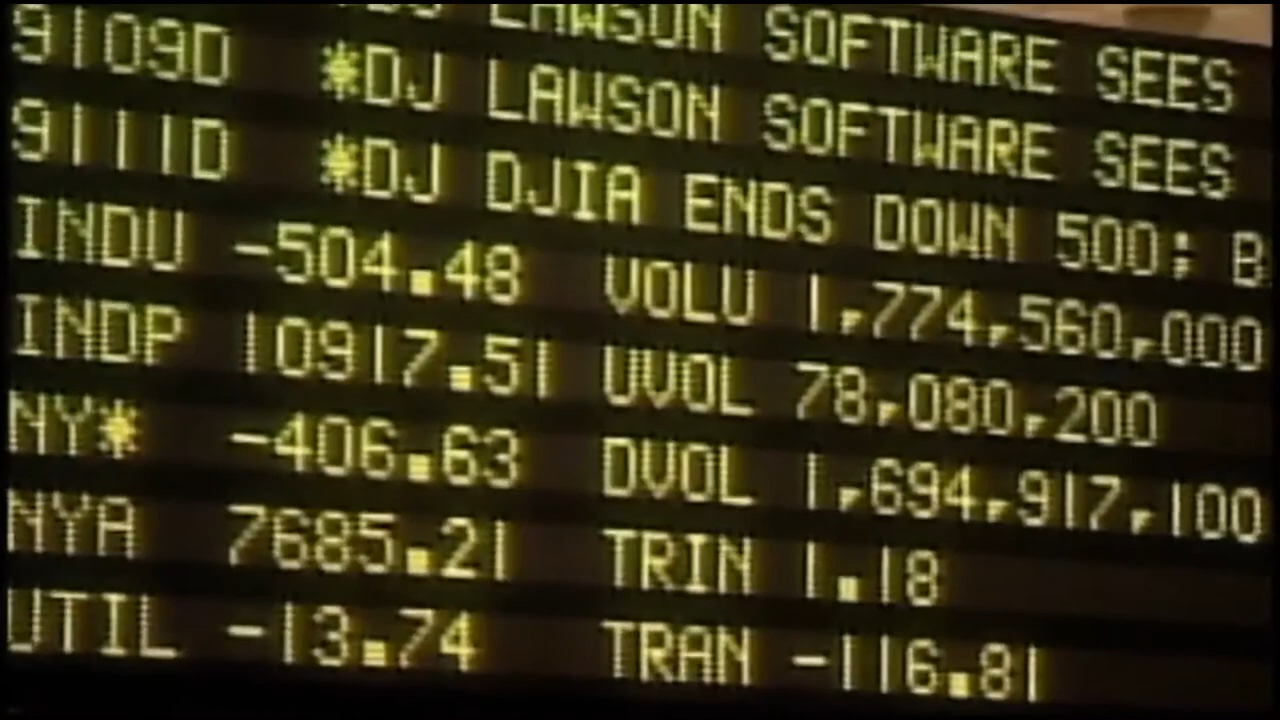 *DJ LAWSON SOFTWARE SEES
9109D *DJ LAWSON SOFTWARE SEES
9111D *DJ DJIA ENDS DOWN 500; B
INDU -504.48 VOLU 1,774,560,000
INDP 10917.51 UVOL 78,080,200
NY* -406.63 DVOL 1,694,917,100
NYA 7685.21 TRIN 1.18
UTIL -13.74 TRAN -116.81